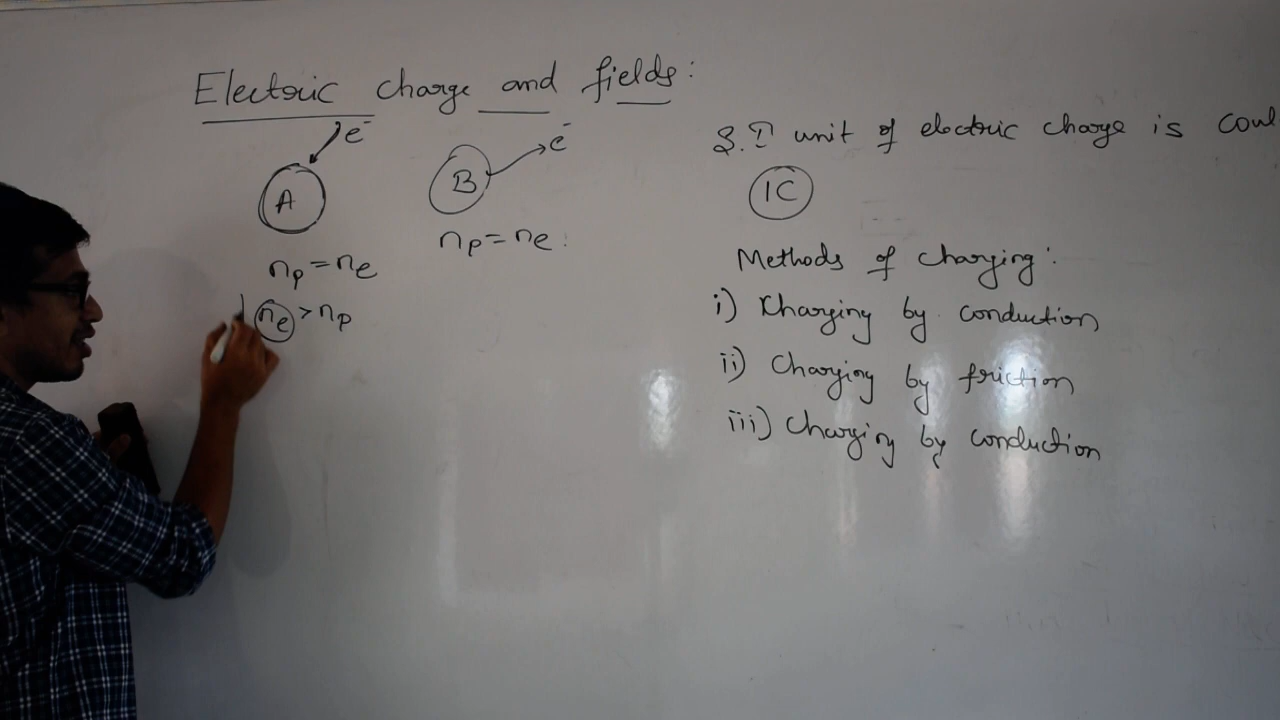 Electric charge and fields:
e⁻
e⁻
A
B
np = ne
np = ne :
ne > np
S.I unit of electric charge is coul
1C
Methods of charging:
i) Charging by conduction
ii) Charging by friction
iii) Charging by conduction